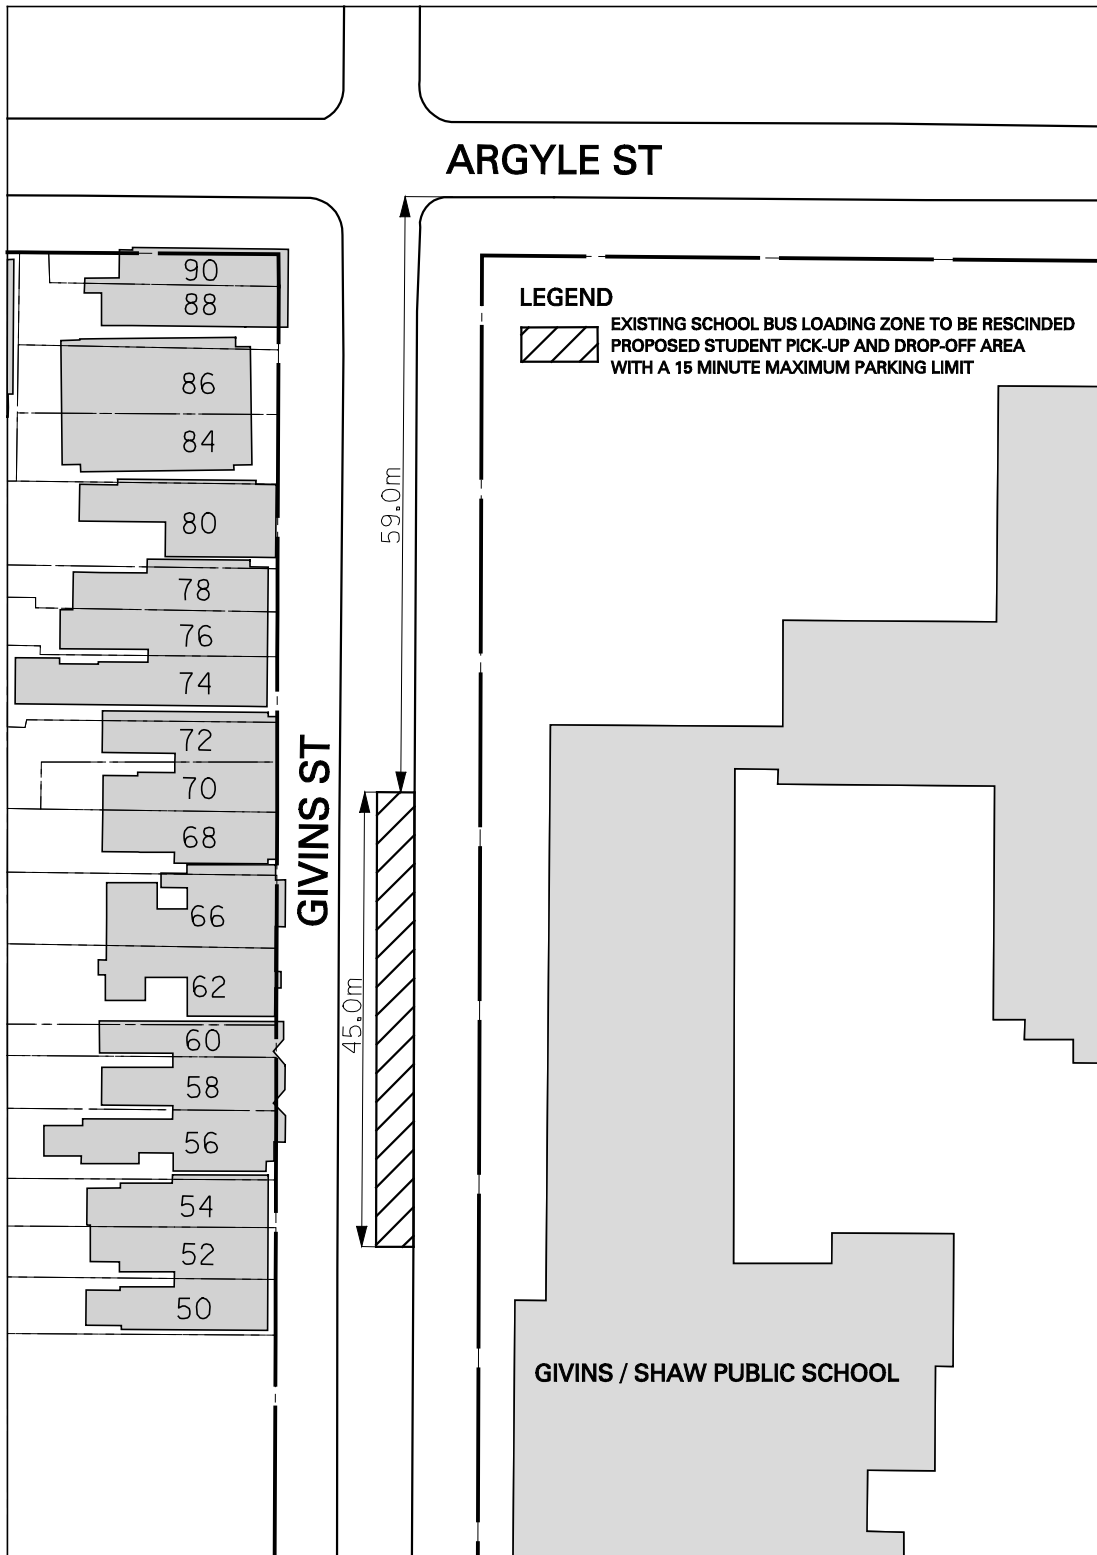 ARGYLE ST
LEGEND
EXISTING SCHOOL BUS LOADING ZONE TO BE RESCINDED
PROPOSED STUDENT PICK-UP AND DROP-OFF AREA
WITH A 15 MINUTE MAXIMUM PARKING LIMIT
90
88
86
84
80
78
76
74
72
70
68
66
62
60
58
56
54
52
50
GIVINS ST
59.0m
45.0m
GIVINS / SHAW PUBLIC SCHOOL